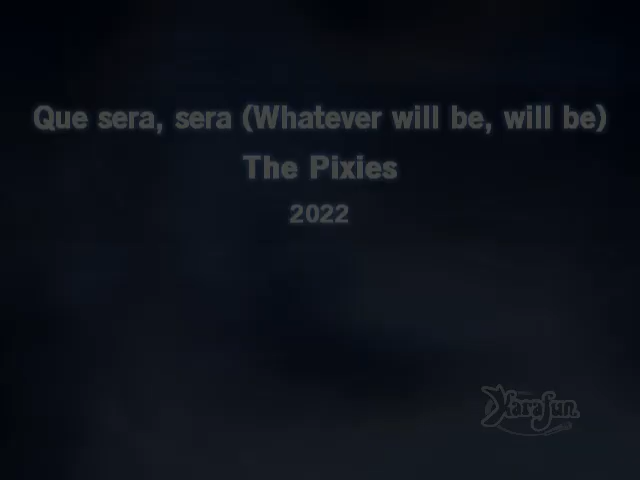 Que sera, sera (Whatever will be, will be)
The Pixies
2022
Karafun